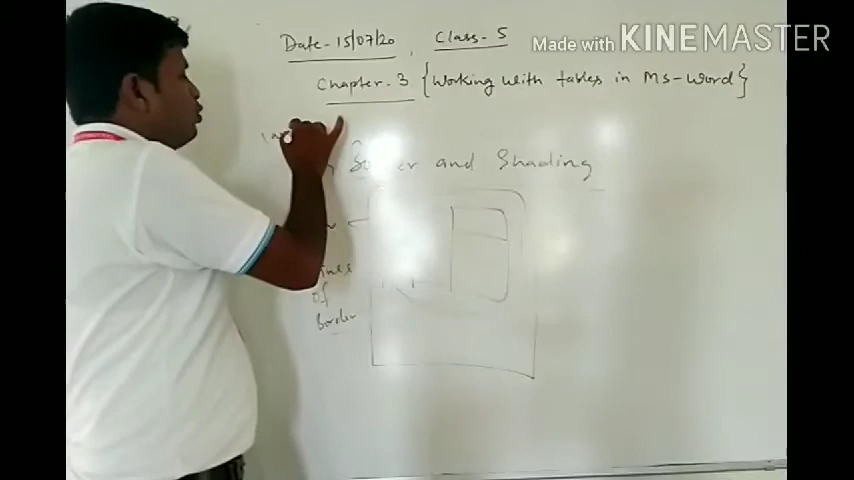 Date-15/07/20, Class-5
Made with KINEMASTER
Chapter-3 {Working With tables in Ms-Word}
and Shading
of
Border